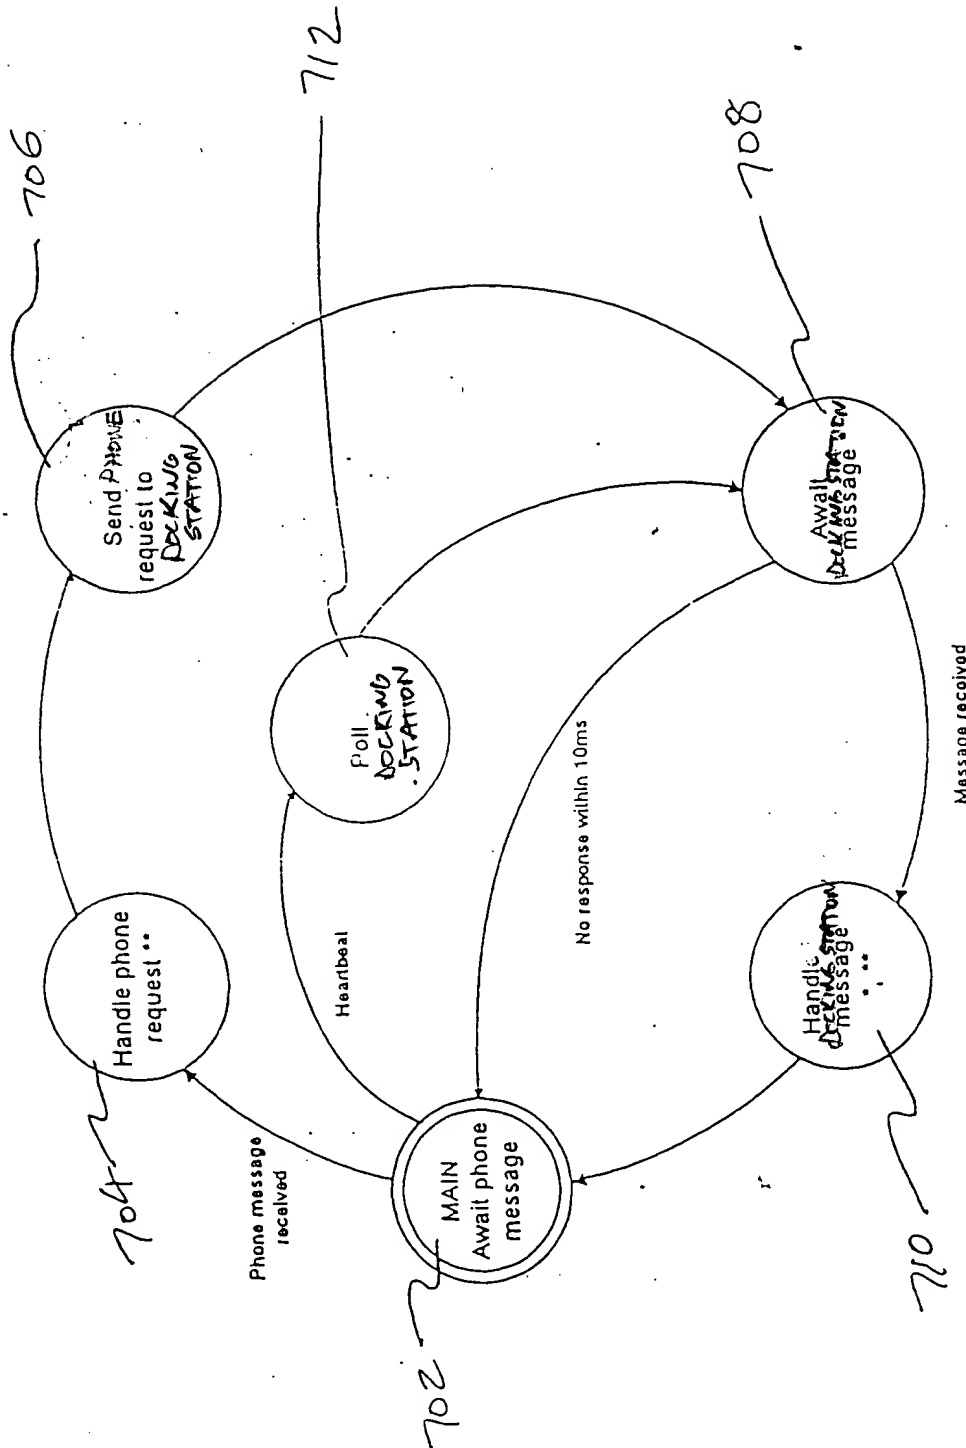 704
Handle phone
request **
706
Send PHONE
request to
DOCKING
STATION
Phone message
received
Heartbeat
Poll
DOCKING
STATION
712
702
MAIN
Await phone
message
No response within 10ms
710
Handle
DOCKING STATION
message
* **
Await
DOCKING STATION
message **
708
Message received